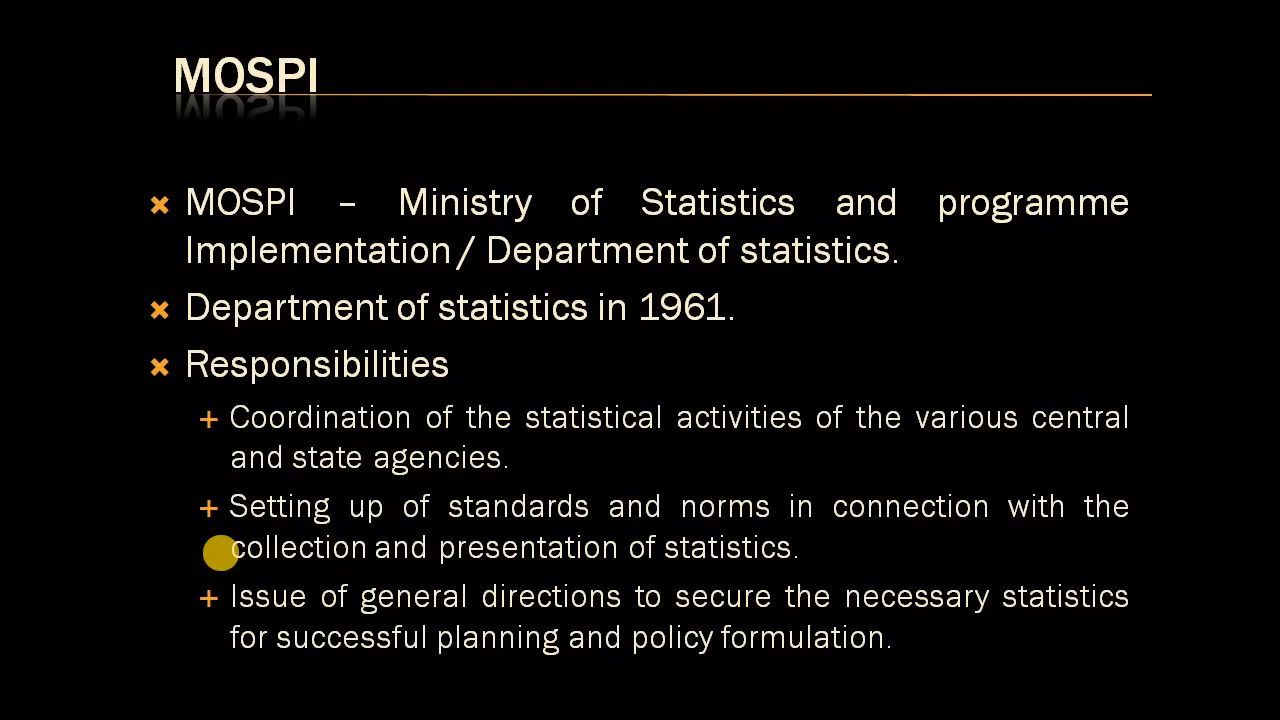 MOSPI
MOSPI – Ministry of Statistics and programme
Implementation / Department of statistics.
Department of statistics in 1961.
Responsibilities
Coordination of the statistical activities of the various central
and state agencies.
Setting up of standards and norms in connection with the
collection and presentation of statistics.
Issue of general directions to secure the necessary statistics
for successful planning and policy formulation.